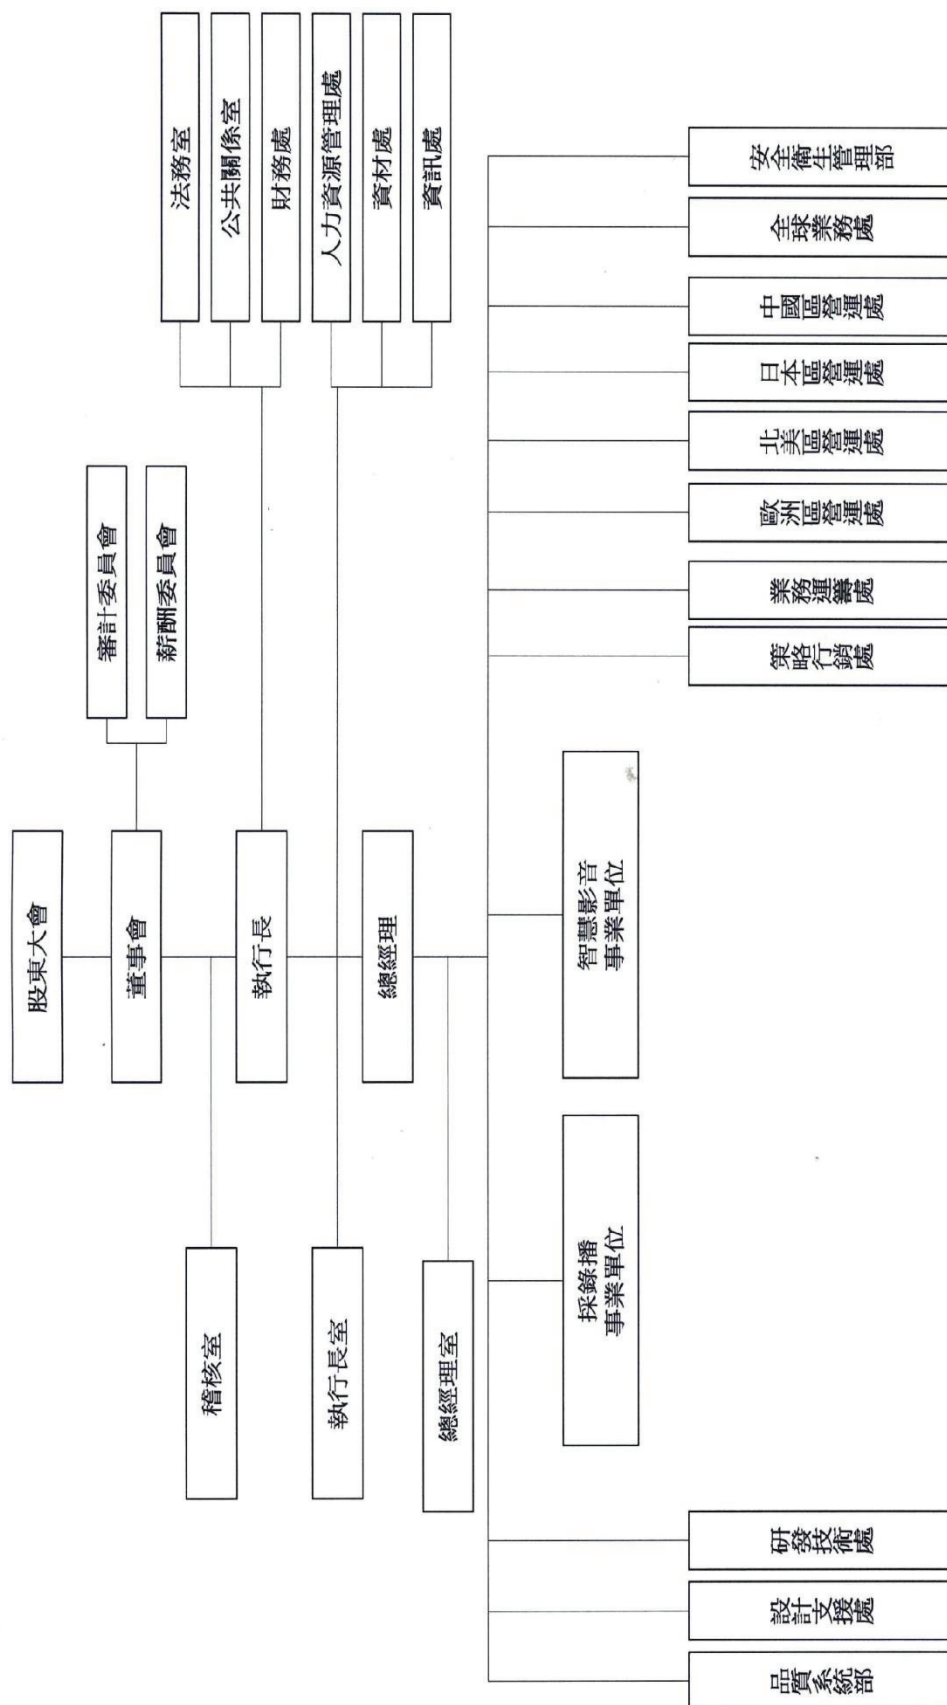 股東大會
董事會
審計委員會
薪酬委員會
稽核室
執行長
法務室
公共關係室
財務處
執行長室
人力資源管理處
資材處
資訊處
總經理
總經理室
品質系統部
設計支援處
研發技術處
採錄播
事業單位
智慧影音
事業單位
策略行銷處
業務運籌處
歐洲區營運處
北美區營運處
日本區營運處
中國區營運處
全球業務處
安全衛生管理部